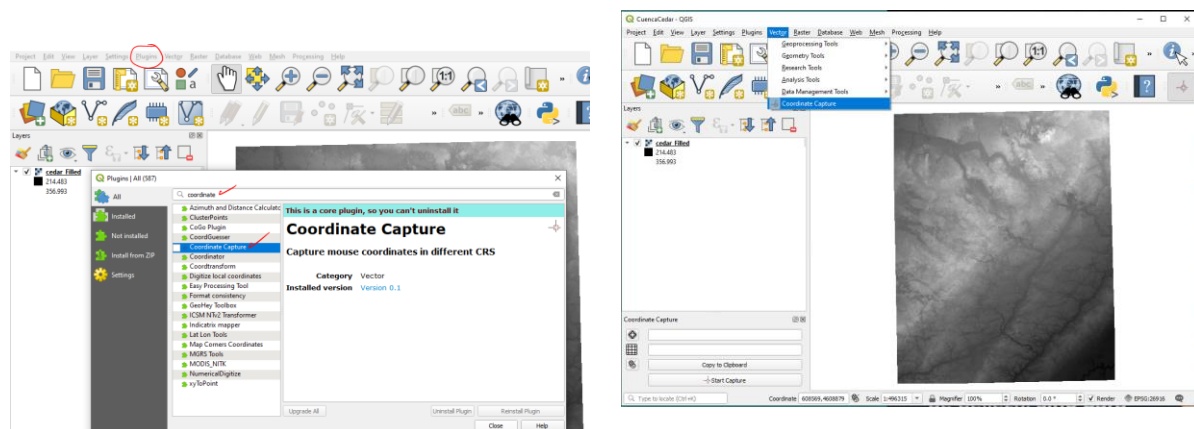 Project Edit View Layer Settings Plugins Vector Raster Database Web Mesh Processing Help
1:1
abc
Layers
cedar_Filled
214.483
356.993
Plugins | All (587)
All
Installed
Not installed
Install from ZIP
Settings
coordinate
Azimuth and Distance Calculato
ClusterPoints
CoGo Plugin
CoordGuesser
Coordinate Capture
Coordinator
Coordtransform
Digitize local coordinates
Easy Processing Tool
Format consistency
GeoHey Toolbox
ICSM NTv2 Transformer
Indicatrix mapper
Lat Lon Tools
Map Corners Coordinates
MGRS Tools
MODIS_NITK
NumericalDigitize
xyToPoint
This is a core plugin, so you can't uninstall it
Coordinate Capture
Capture mouse coordinates in different CRS
Category Vector
Installed version Version 0.1
Upgrade All Uninstall Plugin Reinstall Plugin
Close Help
CuencaCedar - QGIS
Project Edit View Layer Settings Plugins Vector Raster Database Web Mesh Processing Help
Geoprocessing Tools
Geometry Tools
Research Tools
Analysis Tools
Data Management Tools
Coordinate Capture
1:1
abc
Layers
cedar_Filled
214.483
356.993
Coordinate Capture
Copy to Clipboard
Start Capture
Type to locate (Ctrl+K) Coordinate 608369,4608879 Scale 1:496315 Magnifier 100% Rotation 0.0 ° Render EPSG:26916